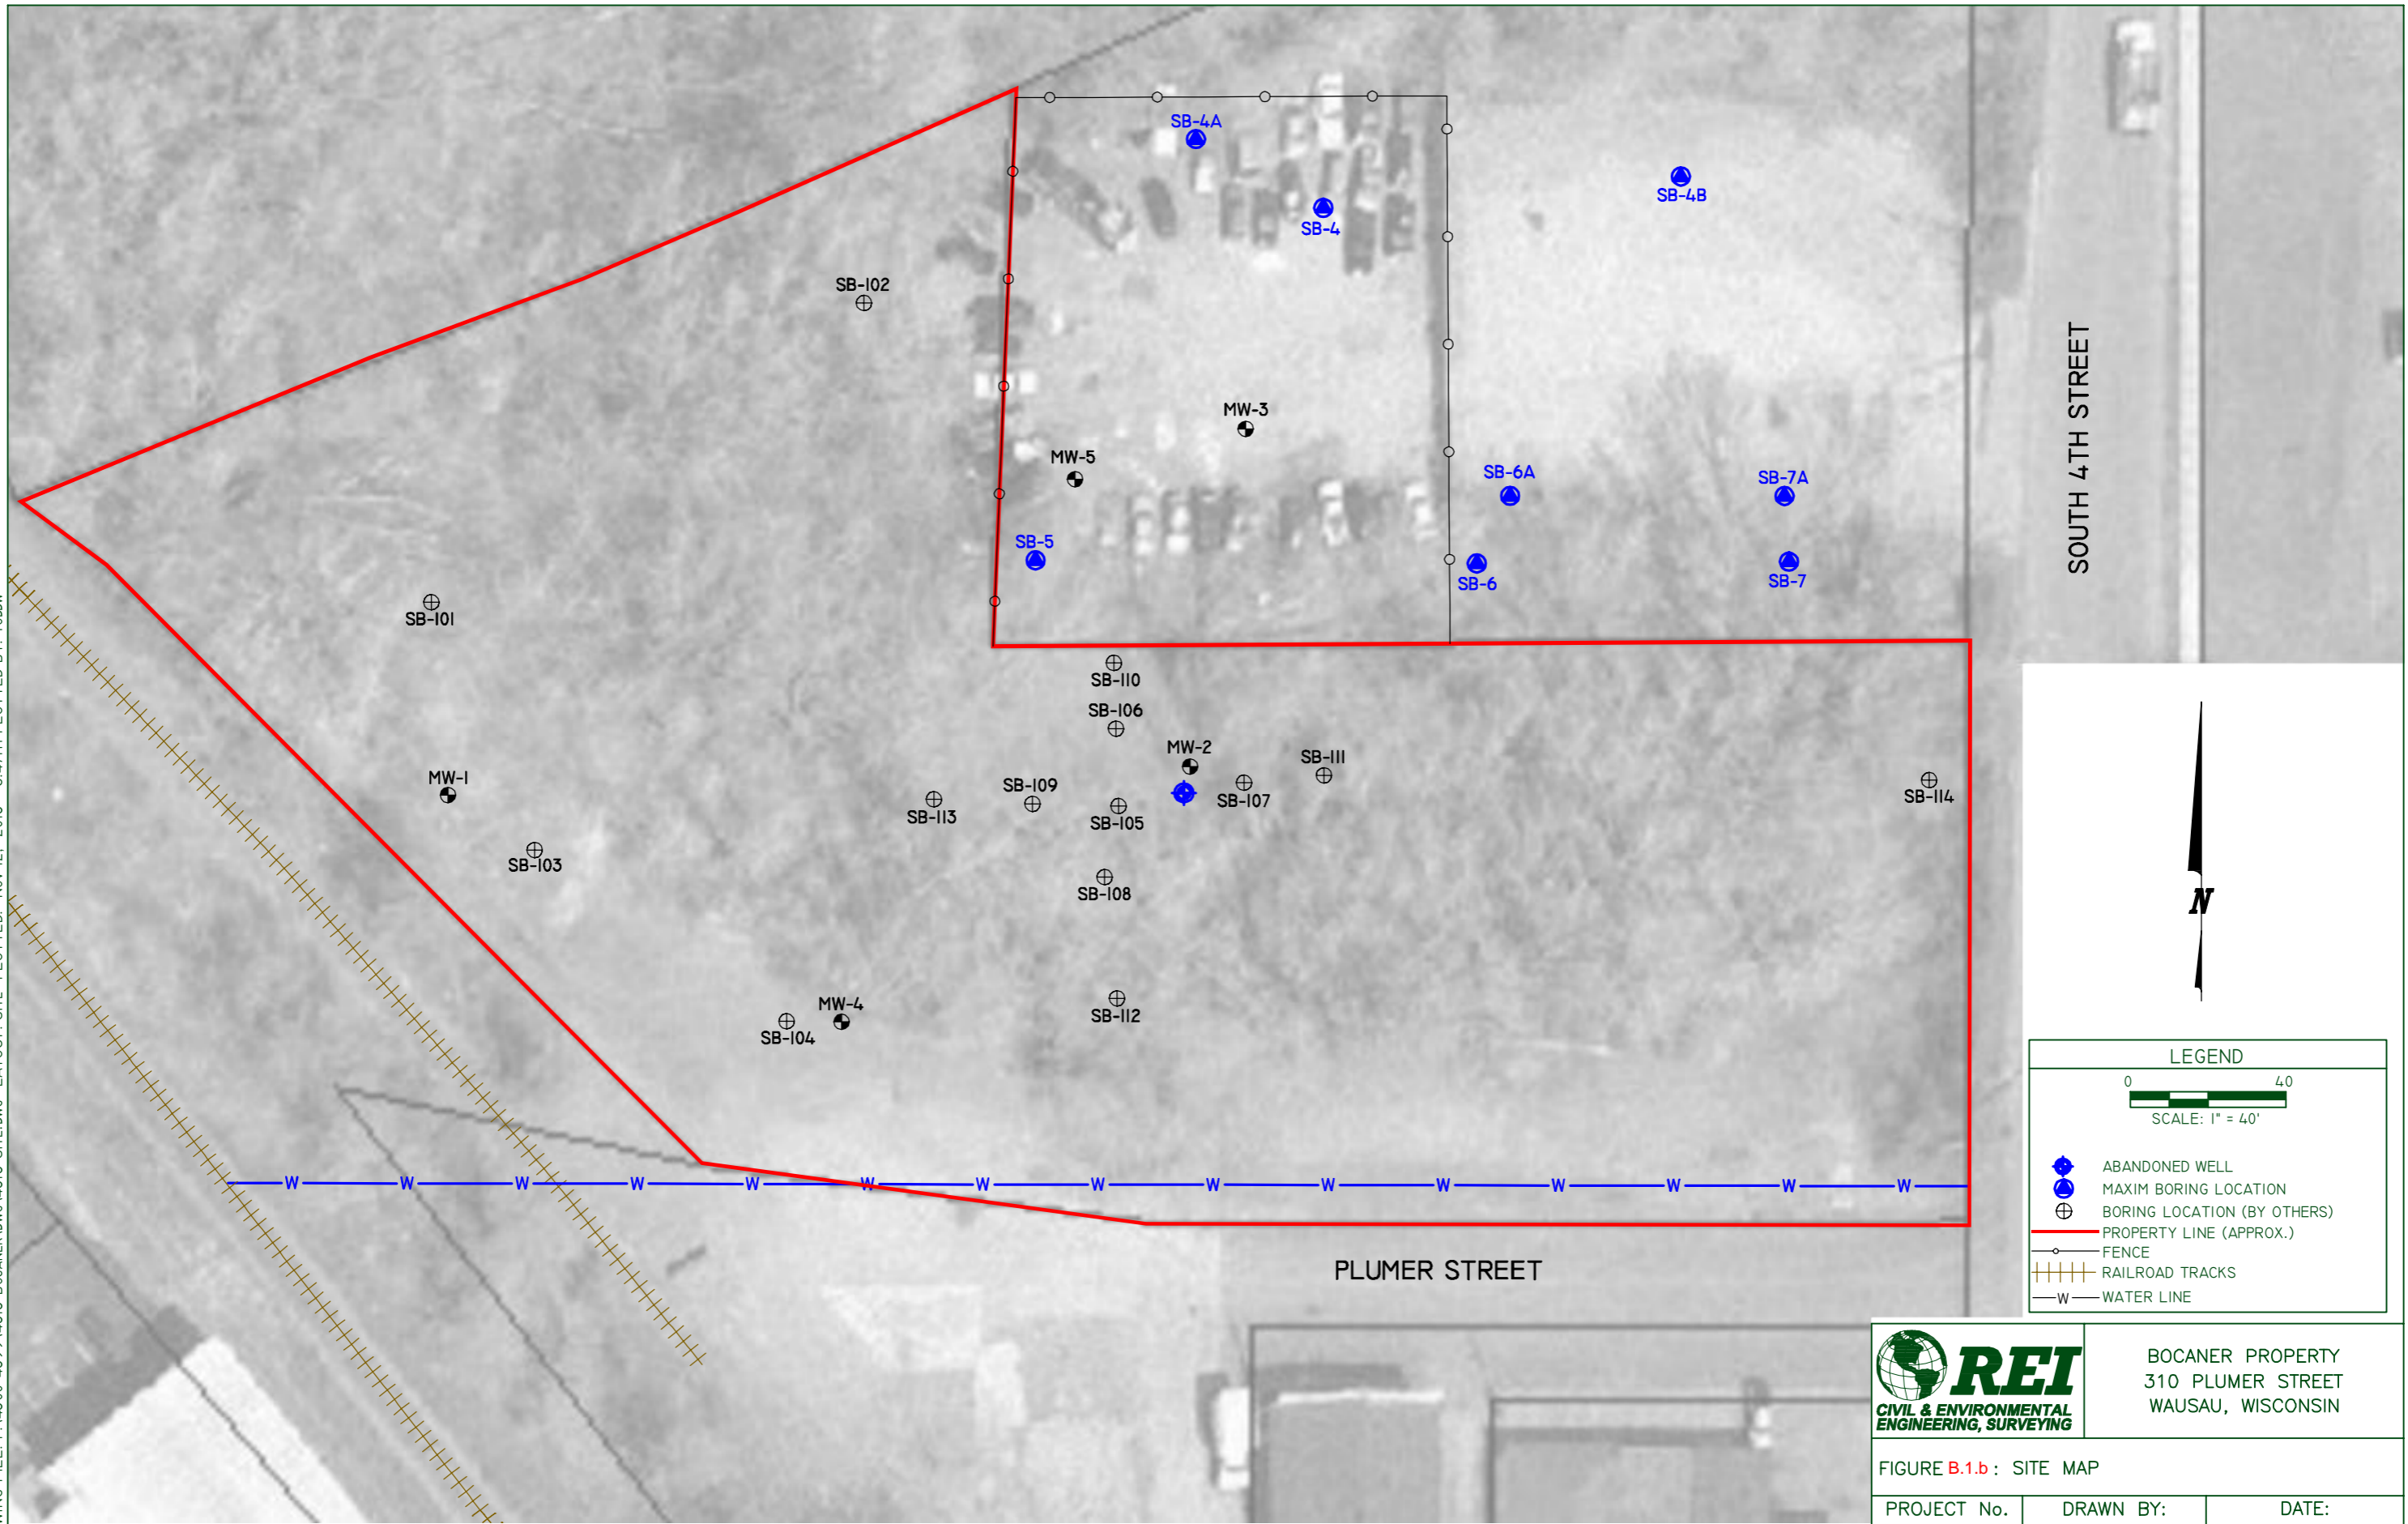 SB-4A
SB-4
SB-4B
SB-102
MW-3
MW-5
SB-6A
SB-7A
SB-5
SB-6
SB-7
SOUTH 4TH STREET
SB-101
SB-110
SB-106
MW-2
SB-111
MW-1
SB-109
SB-107
SB-114
SB-113
SB-105
SB-103
SB-108
MW-4
SB-112
SB-104
N
W W W W W W W W W W W W W W W
PLUMER STREET
LEGEND
0 40
SCALE: 1" = 40'
ABANDONED WELL
MAXIM BORING LOCATION
BORING LOCATION (BY OTHERS)
PROPERTY LINE (APPROX.)
FENCE
RAILROAD TRACKS
W WATER LINE
REI
CIVIL & ENVIRONMENTAL
ENGINEERING, SURVEYING
BOCANER PROPERTY
310 PLUMER STREET
WAUSAU, WISCONSIN
FIGURE B.1.b : SITE MAP
PROJECT No. DRAWN BY: DATE: